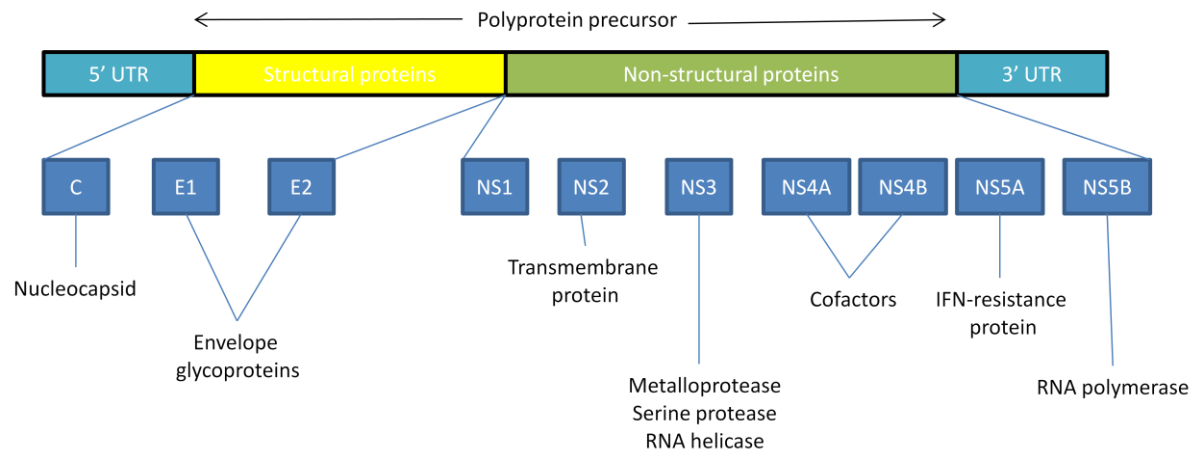 Polyprotein precursor
5’ UTR
Structural proteins
Non-structural proteins
3’ UTR
C
E1
E2
NS1
NS2
NS3
NS4A
NS4B
NS5A
NS5B
Nucleocapsid
Envelope
glycoproteins
Transmembrane
protein
Metalloprotease
Serine protease
RNA helicase
Cofactors
IFN-resistance
protein
RNA polymerase